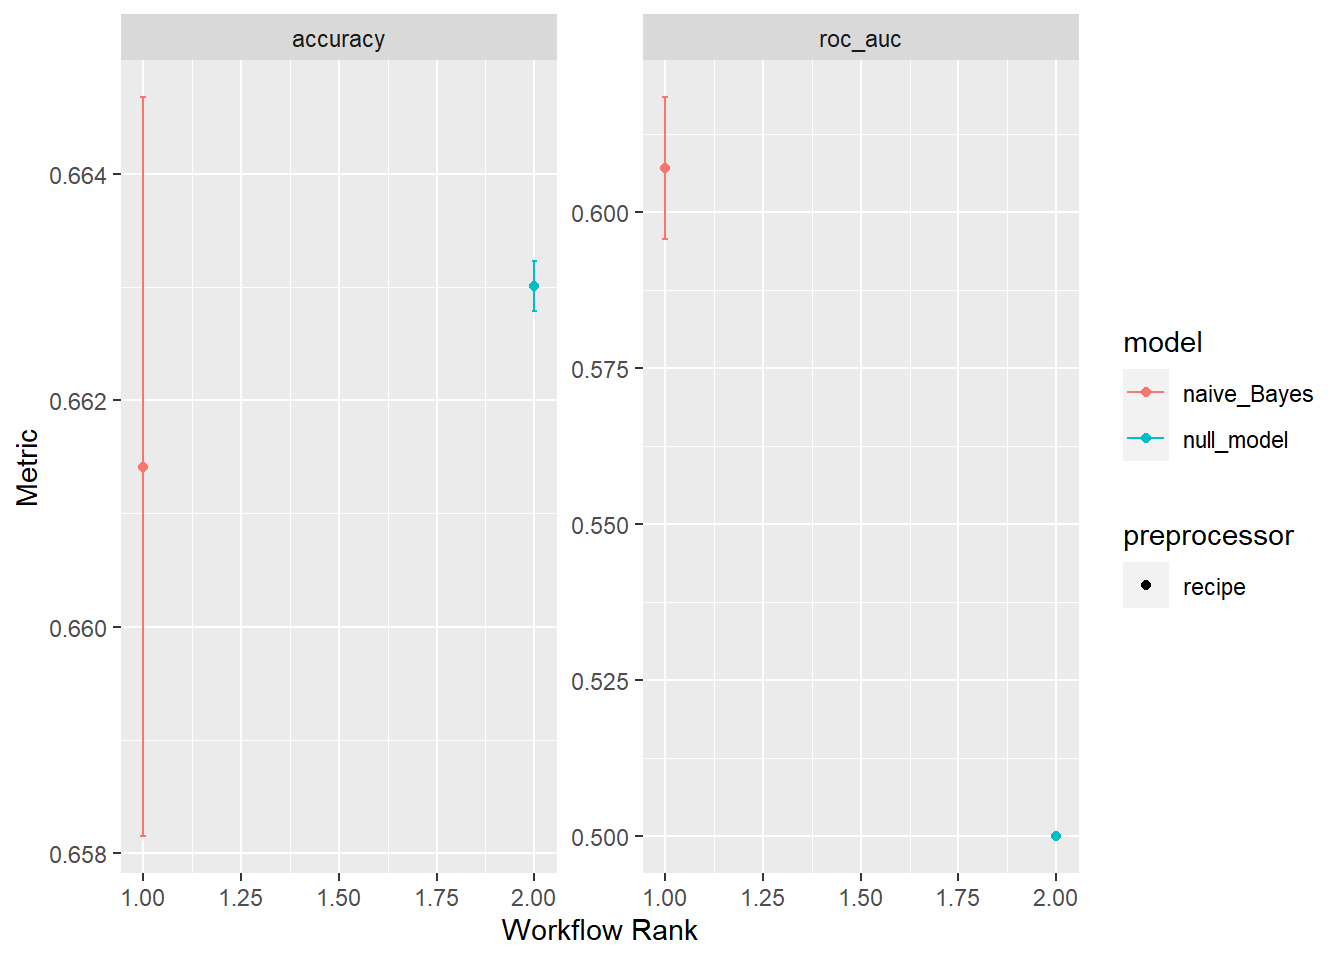 accuracy
roc_auc
0.664
0.662
0.660
0.658
0.600
0.575
0.550
0.525
0.500
Metric
1.00 1.25 1.50 1.75 2.00
1.00 1.25 1.50 1.75 2.00
Workflow Rank
model
naive_Bayes
null_model
preprocessor
recipe